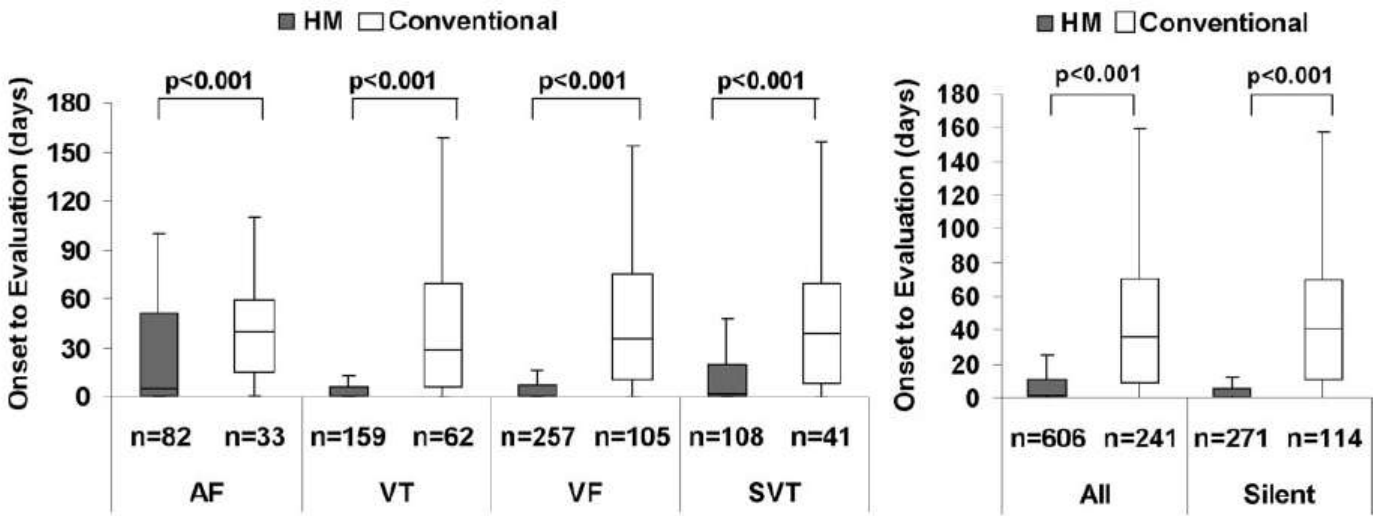 HM Conventional
p<0.001 p<0.001 p<0.001 p<0.001
Onset to Evaluation (days)
180
150
120
90
60
30
0
n=82 n=33 n=159 n=62 n=257 n=105 n=108 n=41
AF VT VF SVT
HM Conventional
p<0.001 p<0.001
Onset to Evaluation (days)
180
160
140
120
100
80
60
40
20
0
n=606 n=241 n=271 n=114
All Silent